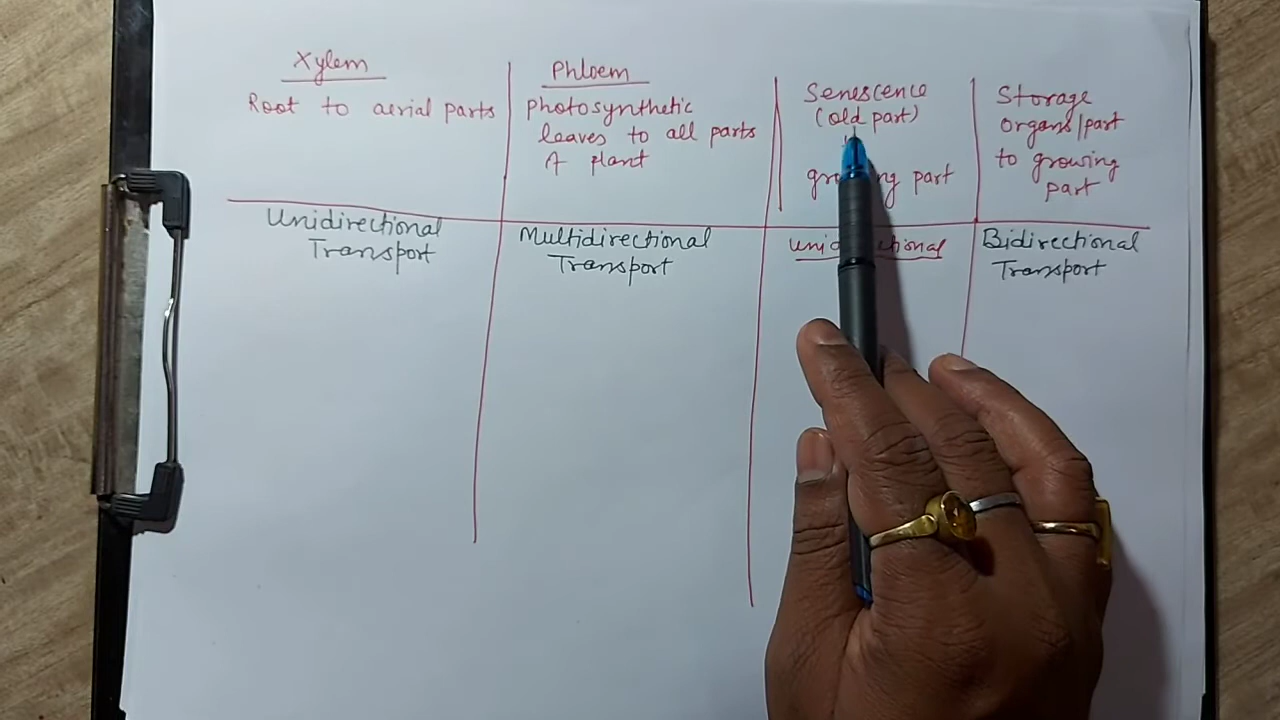 Xylem
Root to aerial parts
Phloem
Photosynthetic
leaves to all parts
of plant
Senescence
(old part)
part
Storage
organs/part
to growing
part
Unidirectional
Transport
Multidirectional
Transport
Bidirectional
Transport